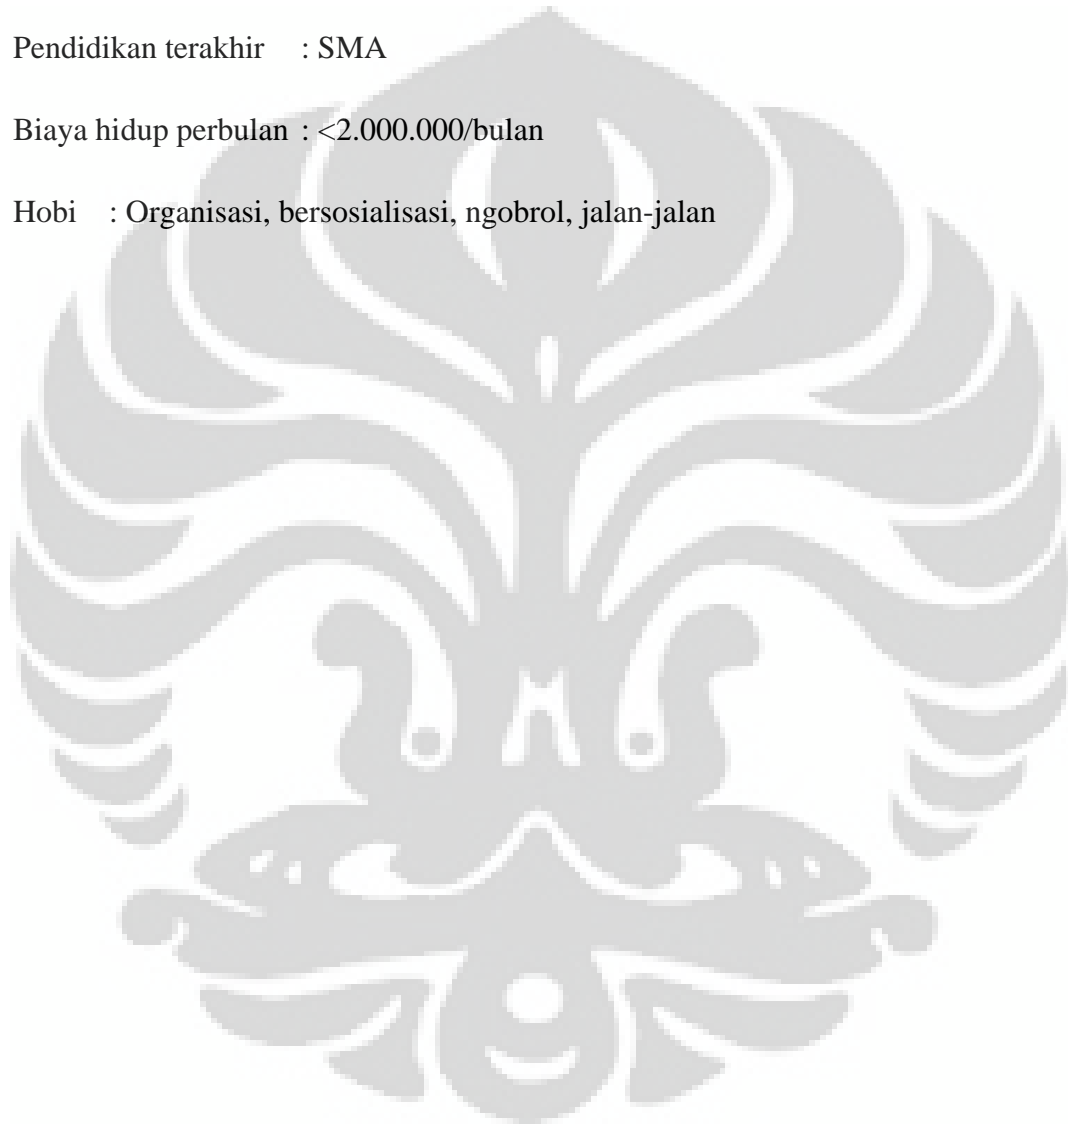 Pendidikan terakhir : SMA
Biaya hidup perbulan : <2.000.000/bulan
Hobi : Organisasi, bersosialisasi, ngobrol, jalan-jalan